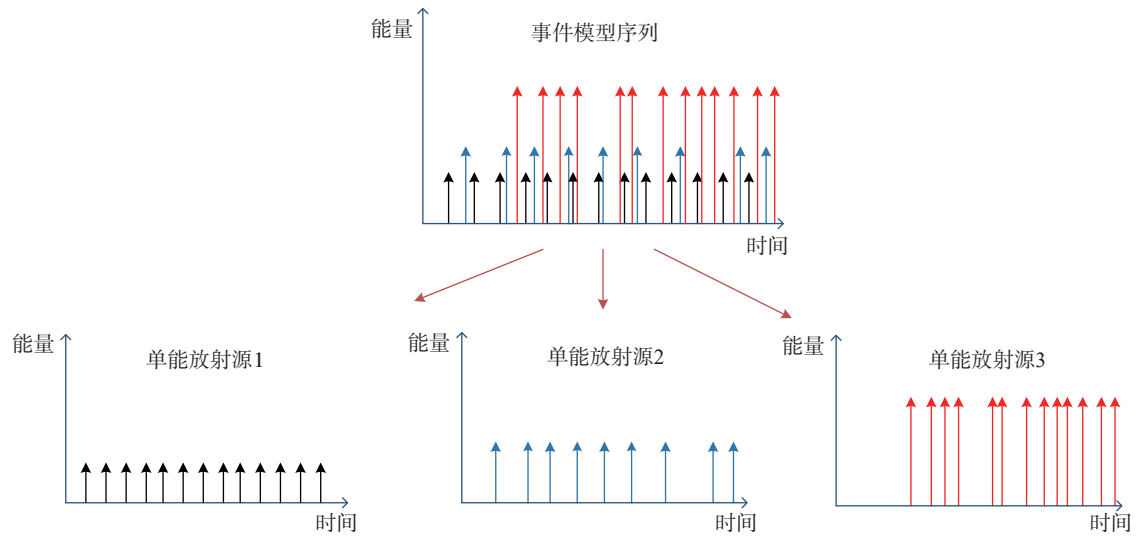 能量
事件模型序列
时间
能量
单能放射源1
时间
能量
单能放射源2
时间
能量
单能放射源3
时间